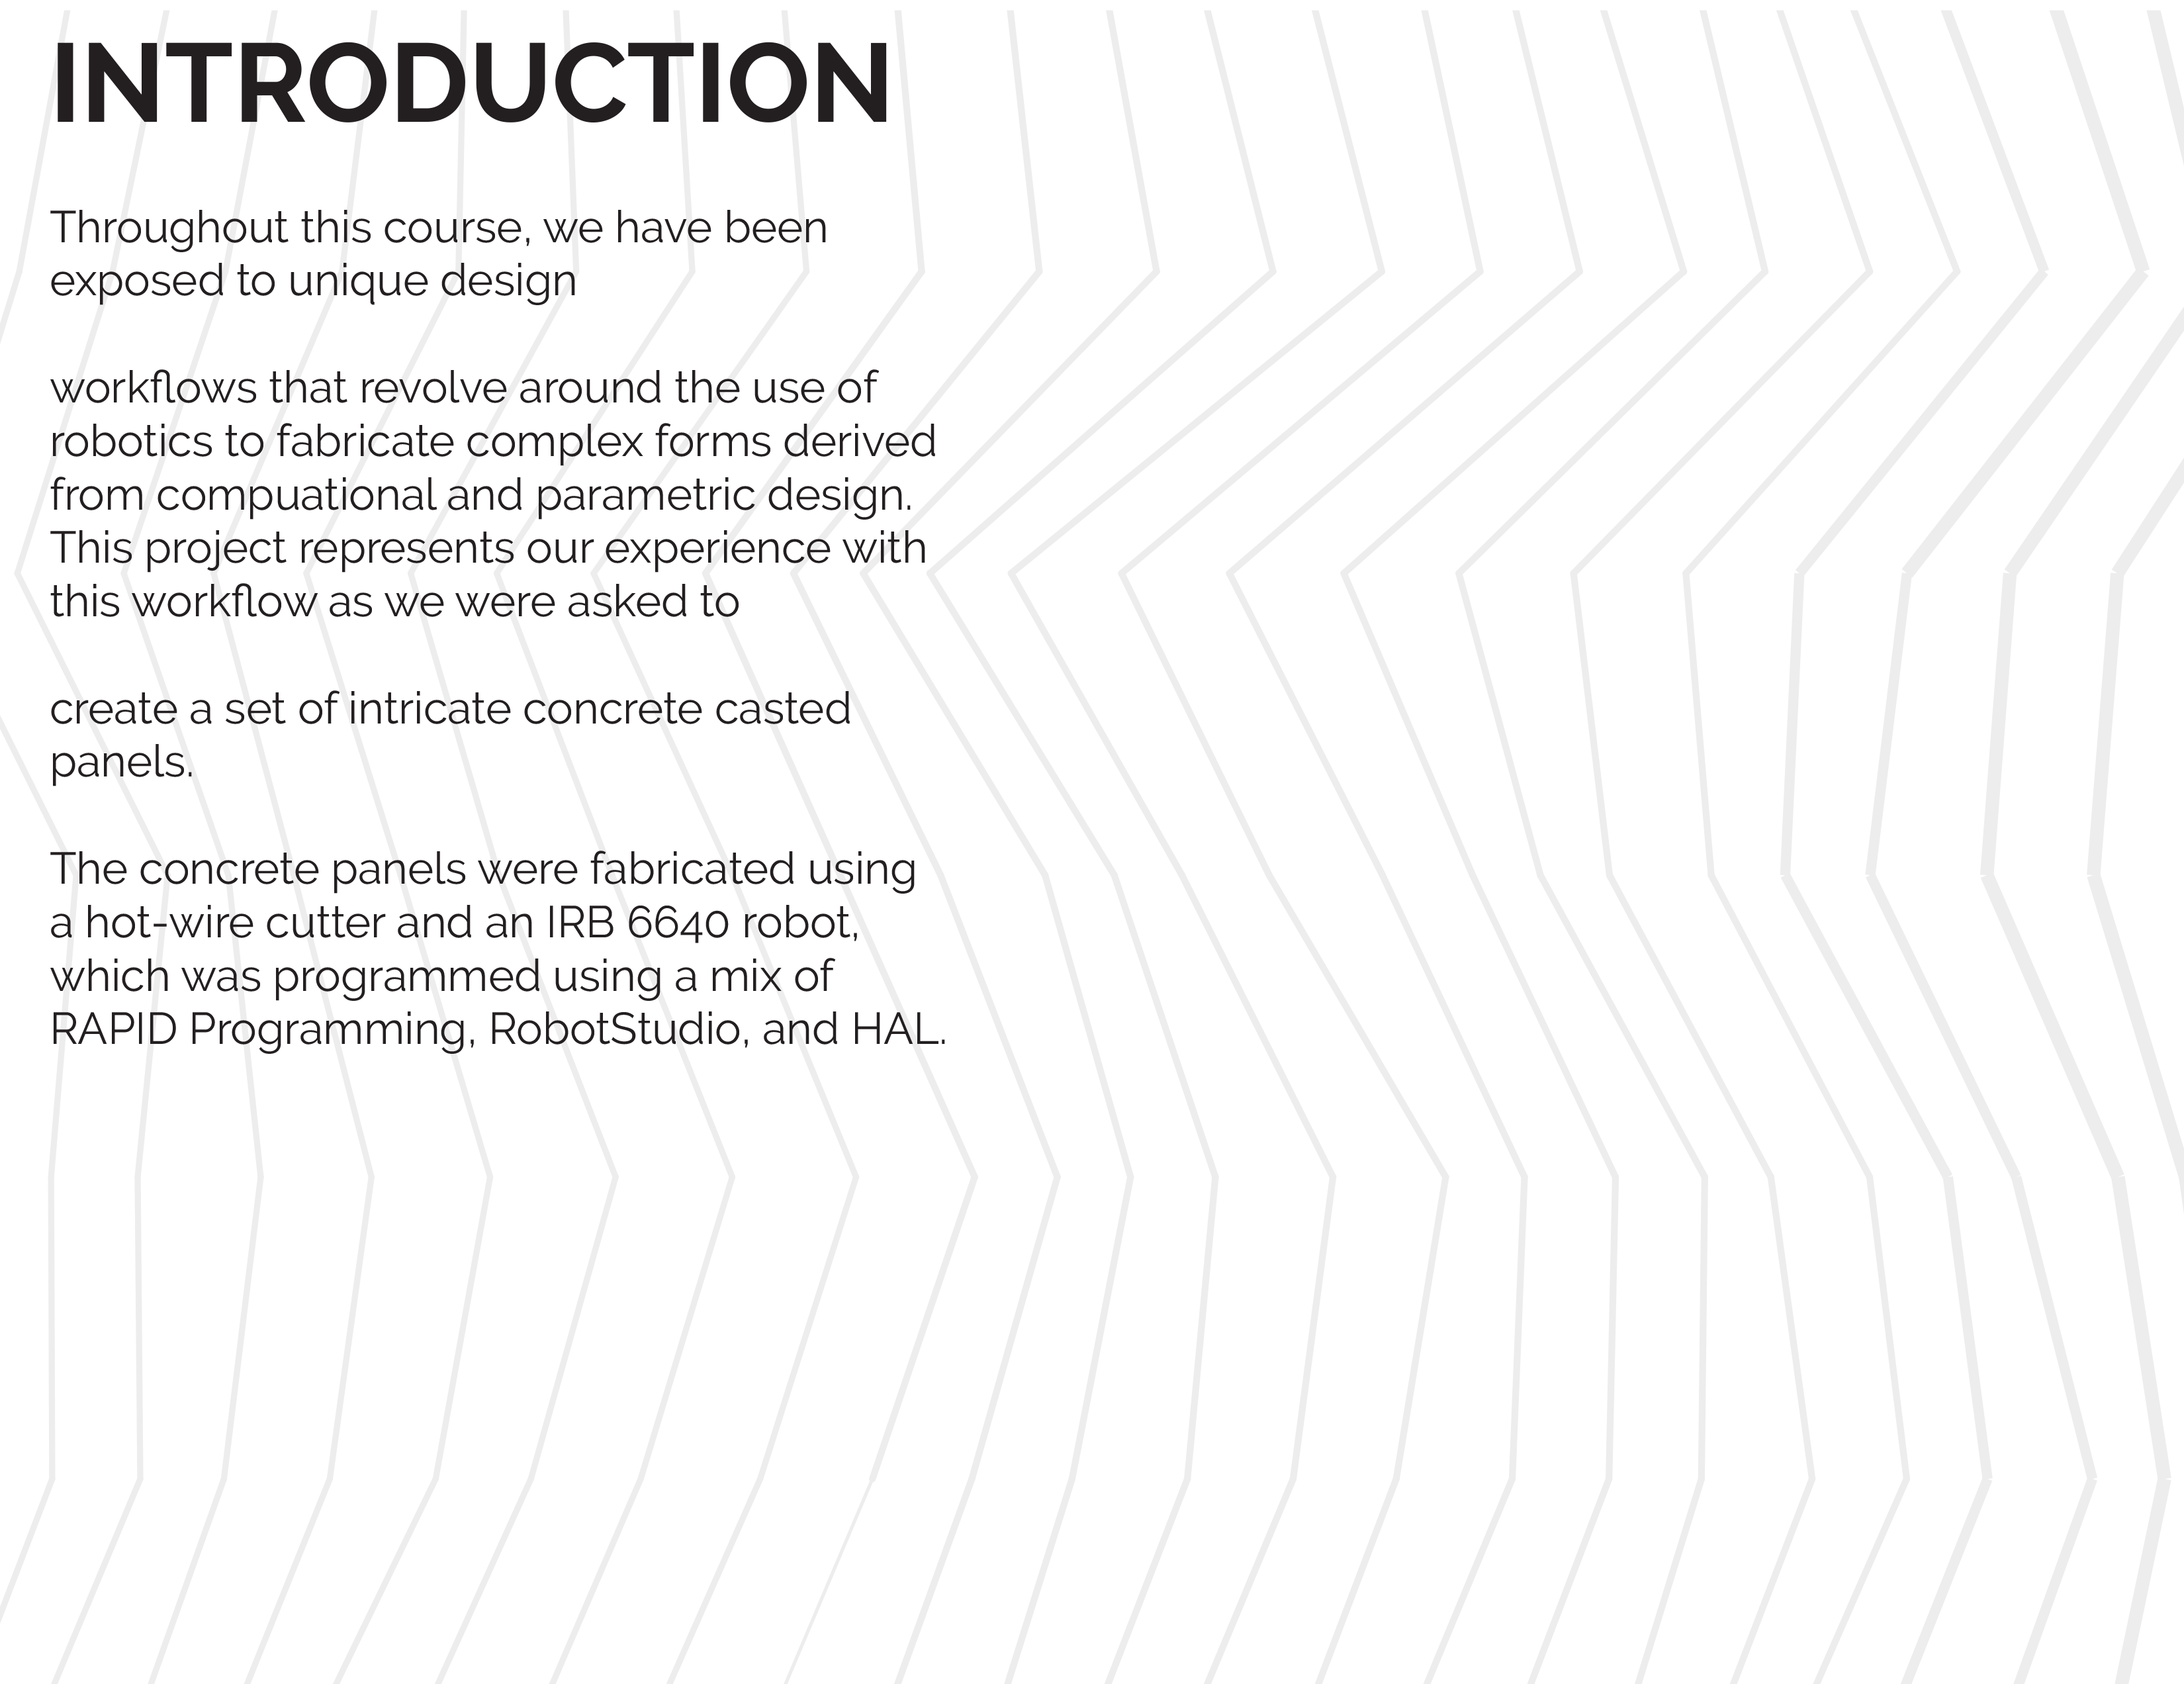 INTRODUCTION
Throughout this course, we have been
exposed to unique design
workflows that revolve around the use of
robotics to fabricate complex forms derived
from compuational and parametric design.
This project represents our experience with
this workflow as we were asked to
create a set of intricate concrete casted
panels.
The concrete panels were fabricated using
a hot-wire cutter and an IRB 6640 robot,
which was programmed using a mix of
RAPID Programming, RobotStudio, and HAL.